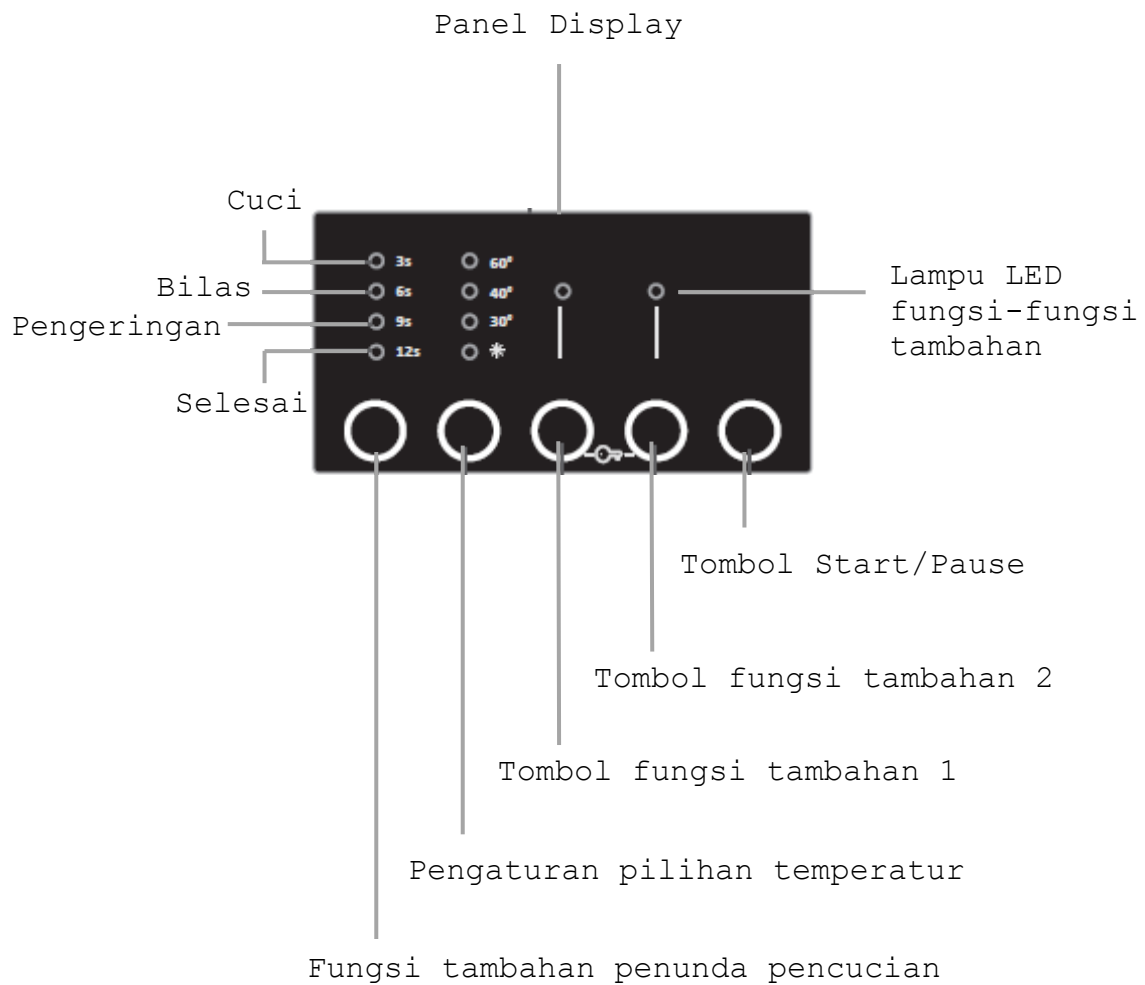 Panel Display
Cuci
3s 60°
Bilas
6s 40°
Pengeringan
9s 30°
Selesai
12s
Lampu LED
fungsi-fungsi
tambahan
Tombol Start/Pause
Tombol fungsi tambahan 2
Tombol fungsi tambahan 1
Pengaturan pilihan temperatur
Fungsi tambahan penunda pencucian